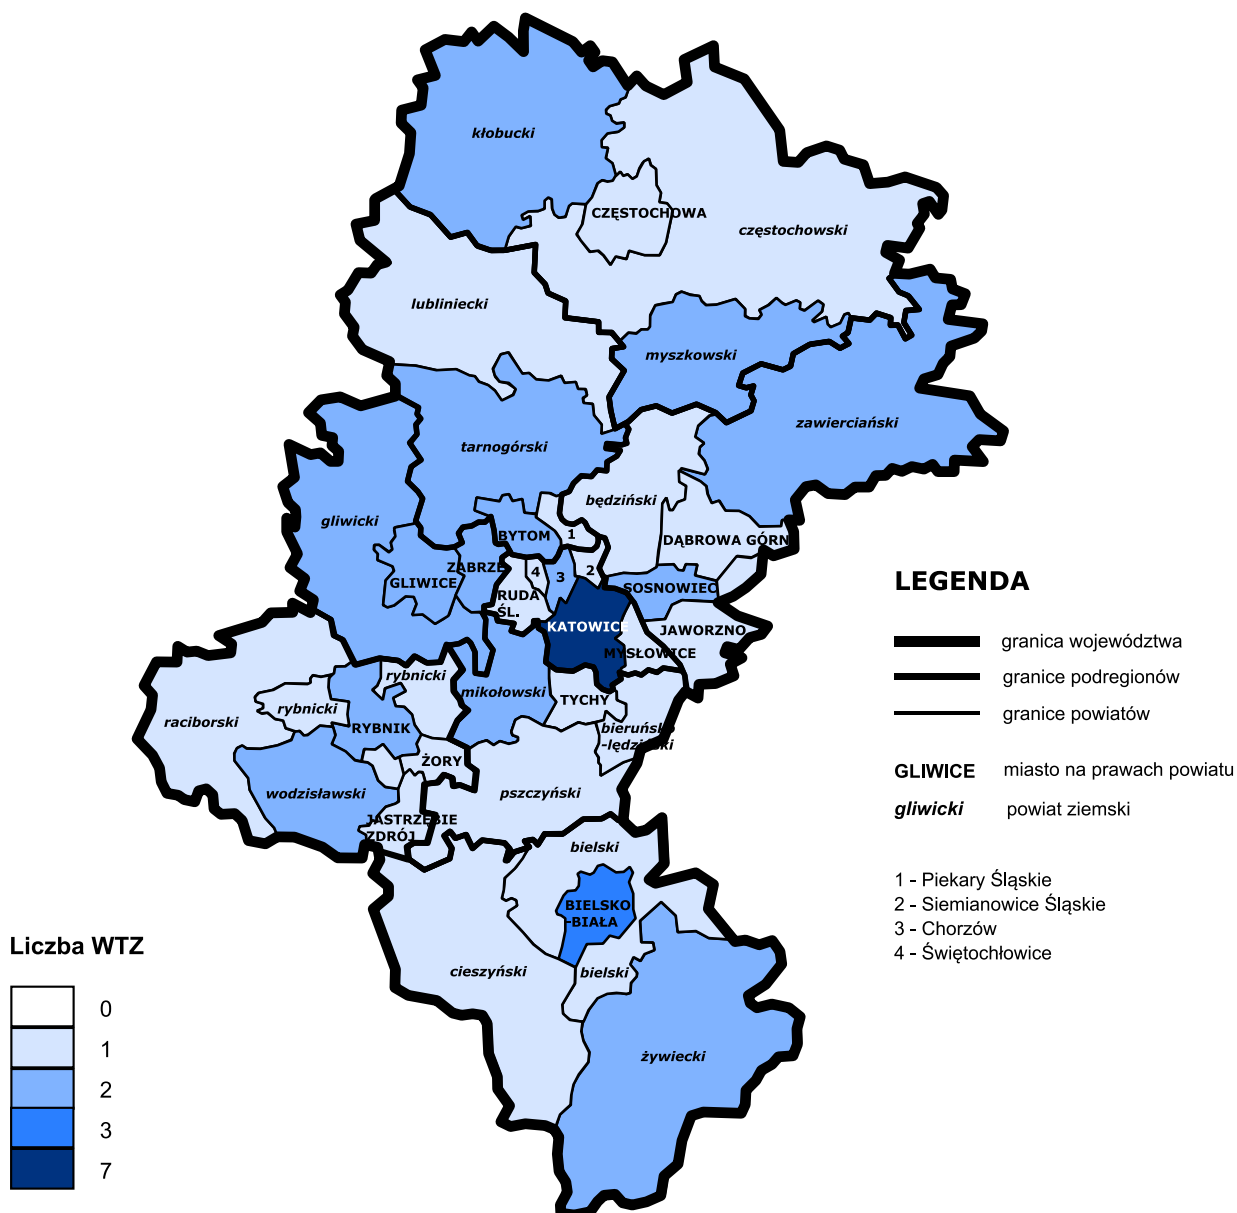 kłobucki
CZĘSTOCHOWA
częstochowski
lubliniecki
myszkowski
zawierciański
tarnogórski
będziński
gliwicki
BYTOM
1
DĄBROWA GÓRN
ZABRZE
GLIWICE
4
3
2
SOSNOWIEC
RUDA
ŚL.
KATOWICE
JAWORZNO
MYSŁOWICE
rybnicki
mikołowski
TYCHY
rybnicki
raciborski
RYBNIK
bieruńsko
-lędziński
ŻORY
wodzisławski
pszczyński
JASTRZĘBIE
ZDRÓJ
bielski
BIELSKO
-BIAŁA
cieszyński
bielski
żywiecki
LEGENDA
granica województwa
granice podregionów
granice powiatów
GLIWICE miasto na prawach powiatu
gliwicki powiat ziemski
1 - Piekary Śląskie
2 - Siemianowice Śląskie
3 - Chorzów
4 - Świętochłowice
Liczba WTZ
0
1
2
3
7